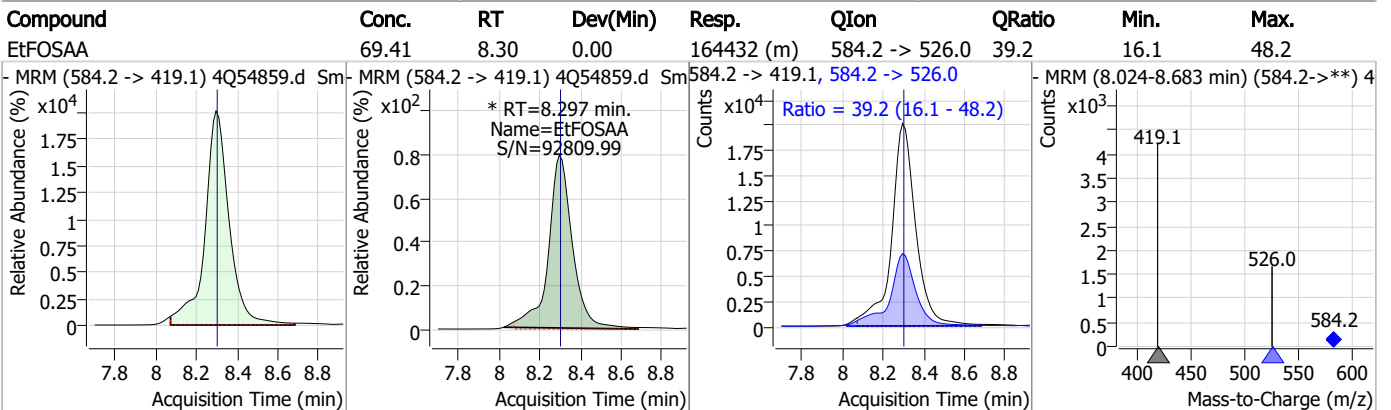 Compound Conc. RT Dev(Min) Resp. QIon QRatio Min. Max.
EtFOSAA 69.41 8.30 0.00 164432 (m) 584.2 -> 526.0 39.2 16.1 48.2
- MRM (584.2 -> 419.1) 4Q54859.d Sm
Relative Abundance (%)
x10⁴
1.75
1.5
1.25
1
0.75
0.5
0.25
0
7.8 8 8.2 8.4 8.6 8.8
Acquisition Time (min)
- MRM (584.2 -> 419.1) 4Q54859.d Sm
Relative Abundance (%)
x10²
* RT=8.297 min.
Name=EtFOSAA
S/N=92809.99
0.8
0.6
0.4
0.2
0
7.8 8 8.2 8.4 8.6 8.8
Acquisition Time (min)
584.2 -> 419.1, 584.2 -> 526.0
Counts
x10⁴
Ratio = 39.2 (16.1 - 48.2)
1.75
1.5
1.25
1
0.75
0.5
0.25
0
7.8 8 8.2 8.4 8.6 8.8
Acquisition Time (min)
- MRM (8.024-8.683 min) (584.2->**) 4
Counts
x10³
419.1
4
3.5
3
2.5
2
1.5
1
0.5
0
526.0
584.2
400 450 500 550 600
Mass-to-Charge (m/z)